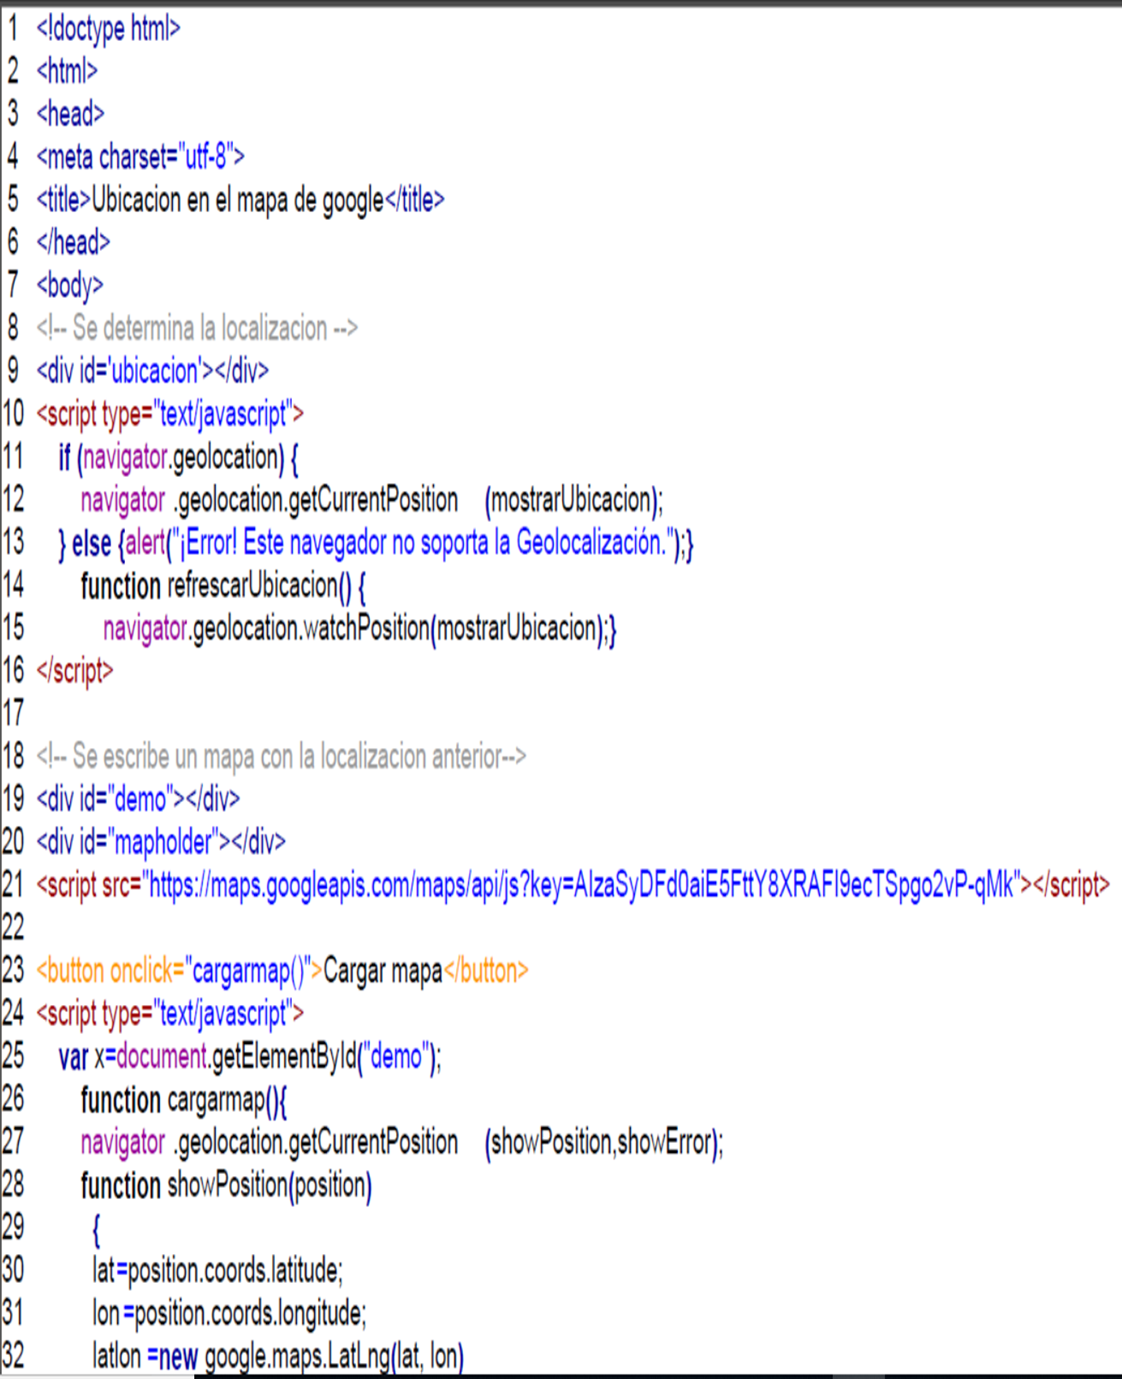 1 <!doctype html>
2 <html>
3 <head>
4 <meta charset="utf-8">
5 <title>Ubicacion en el mapa de google</title>
6 </head>
7 <body>
8 <!-- Se determina la localizacion -->
9 <div id='ubicacion'></div>
10 <script type="text/javascript">
11 if (navigator.geolocation) {
12 navigator .geolocation.getCurrentPosition (mostrarUbicacion);
13 } else {alert("¡Error! Este navegador no soporta la Geolocalización.");}
14 function refrescarUbicacion() {
15 navigator.geolocation.watchPosition(mostrarUbicacion);}
16 </script>
17
18 <!-- Se escribe un mapa con la localizacion anterior-->
19 <div id="demo"></div>
20 <div id="mapholder"></div>
21 <script src="https://maps.googleapis.com/maps/api/js?key=AIzaSyDFd0aiE5FttY8XRAFI9ecTSpgo2vP-qMk"></script>
22
23 <button onclick="cargarmap()">Cargar mapa</button>
24 <script type="text/javascript">
25 var x=document.getElementById("demo");
26 function cargarmap(){
27 navigator .geolocation.getCurrentPosition (showPosition,showError);
28 function showPosition(position)
29 {
30 lat=position.coords.latitude;
31 lon=position.coords.longitude;
32 latlon =new google.maps.LatLng(lat, lon)